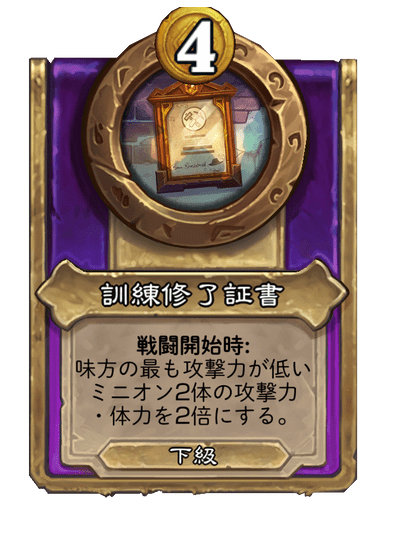 4
訓練修了証書
戦闘開始時:
味方の最も攻撃力が低い
ミニオン2体の攻撃力
・体力を2倍にする。
下級